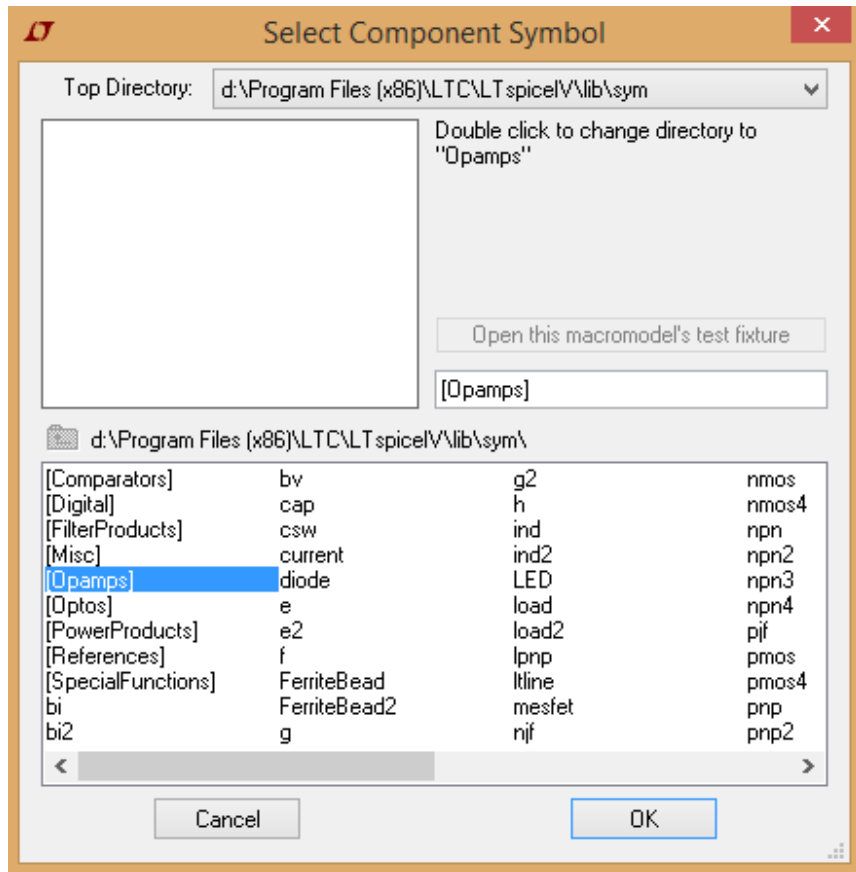 Select Component Symbol
Top Directory: d:\Program Files (x86)\LTC\LTspiceIV\lib\sym
Double click to change directory to
"Opamps"
Open this macromodel's test fixture
[Opamps]
d:\Program Files (x86)\LTC\LTspiceIV\lib\sym\
[Comparators] bv g2 nmos
[Digital] cap h nmos4
[FilterProducts] csw ind npn
[Misc] current ind2 npn2
[Opamps] diode LED npn3
[Optos] e load npn4
[PowerProducts] e2 load2 pjf
[References] f lpnp pmos
[SpecialFunctions] FerriteBead ltline pmos4
bi FerriteBead2 mesfet pnp
bi2 g njf pnp2
Cancel OK